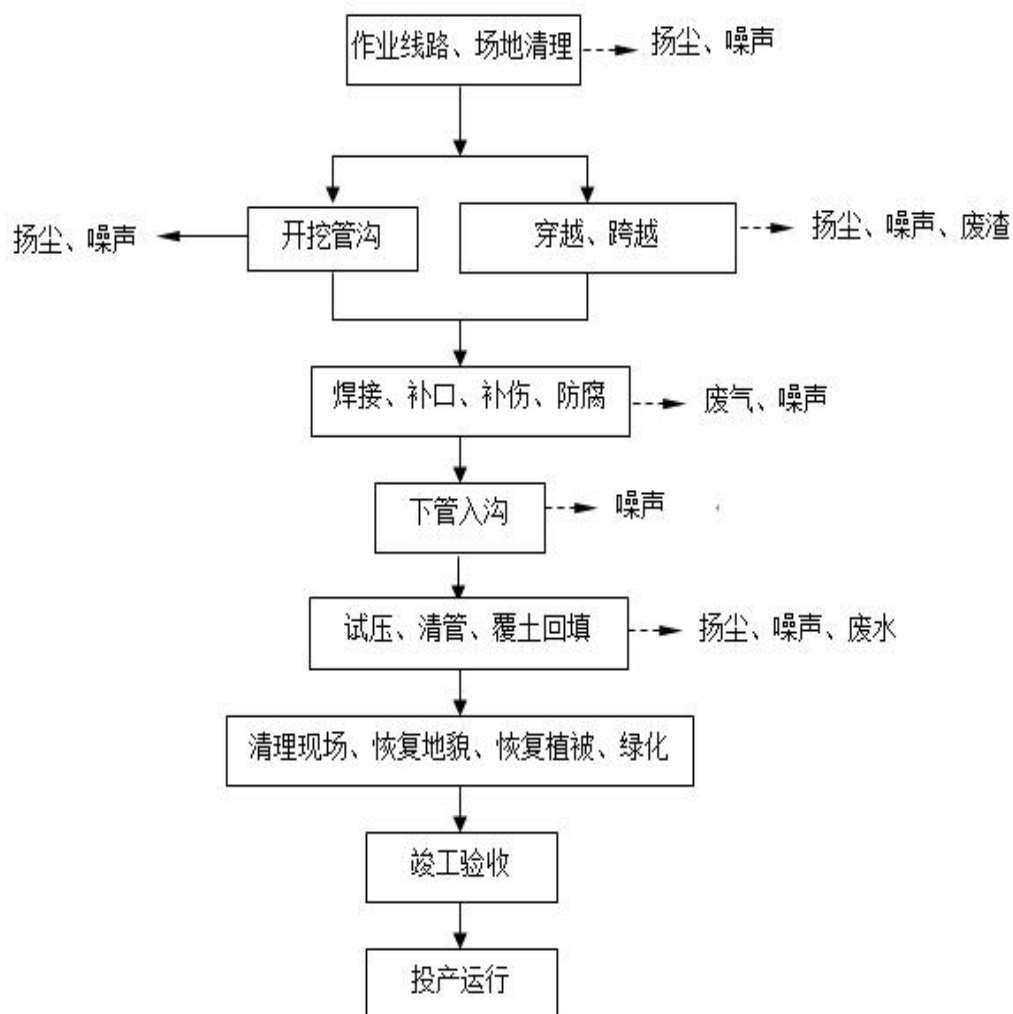 作业线路、场地清理
扬尘、噪声
扬尘、噪声
开挖管沟
穿越、跨越
扬尘、噪声、废渣
焊接、补口、补伤、防腐
废气、噪声
下管入沟
噪声
试压、清管、覆土回填
扬尘、噪声、废水
清理现场、恢复地貌、恢复植被、绿化
竣工验收
投产运行